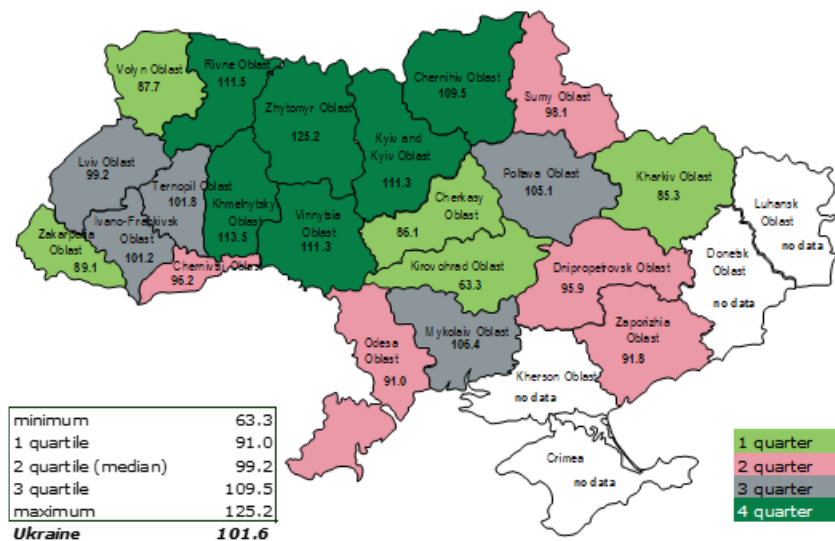 Volyn Oblast
87.7
Rivne Oblast
111.5
Zhytomyr Oblast
125.2
Kyiv and
Kyiv Oblast
111.3
Chernihiv Oblast
109.5
Sumy Oblast
98.1
Lviv Oblast
99.2
Ternopil Oblast
101.8
Khmelnytskyi
Oblast
113.5
Vinnytsia
Oblast
111.3
Cherkasy
Oblast
86.1
Poltava Oblast
105.1
Kharkiv Oblast
85.3
Luhansk
Oblast
no data
Zakarpattia
Oblast
89.1
Ivano-Frankivsk
Oblast
101.2
Chernivtsi Oblast
96.2
Kirovohrad Oblast
63.3
Dnipropetrovsk Oblast
95.9
Donetsk
Oblast
no data
Odesa
Oblast
91.0
Mykolaiv Oblast
106.4
Zaporizhia
Oblast
91.8
Kherson Oblast
no data
Crimea
no data
minimum 63.3
1 quartile 91.0
2 quartile (median) 99.2
3 quartile 109.5
maximum 125.2
Ukraine 101.6
1 quarter
2 quarter
3 quarter
4 quarter